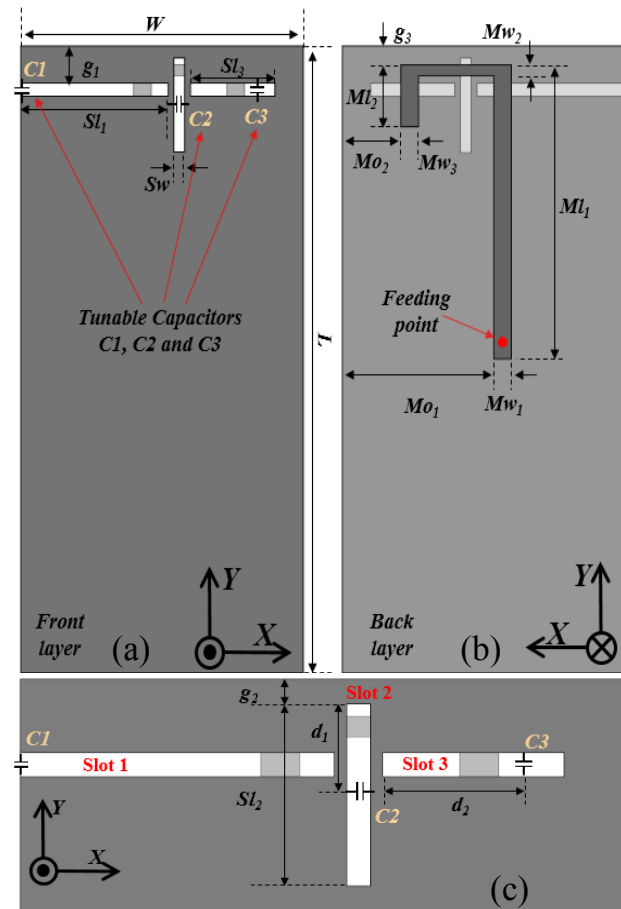 W
g1
Sl3
C1
Sl1
C2
C3
Sw
Tunable Capacitors
C1, C2 and C3
L
Y
X
Front
layer
(a)
g3
Mw2
Ml2
Mo2
Mw3
Ml1
Feeding
point
Mo1
Mw1
Y
X
Back
layer
(b)
g2
Slot 2
d1
C1
Slot 1
Slot 3
C3
Sl2
C2
d2
Y
X
(c)